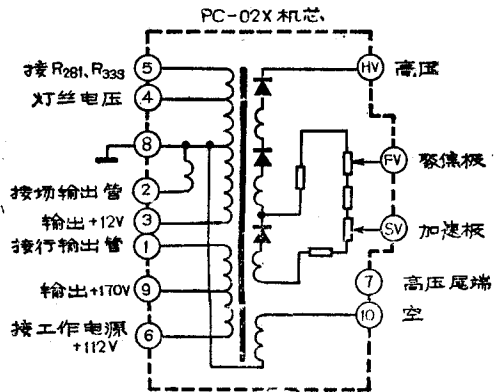 PC-02X机芯
接R281、R333 5
灯丝电压 4
8
接场输出管 2
输出+12V 3
接行输出管 1
输出+170V 9
接工作电源 6
+112V
HV 高压
FV 聚焦极
SV 加速极
7 高压尾端
10 空